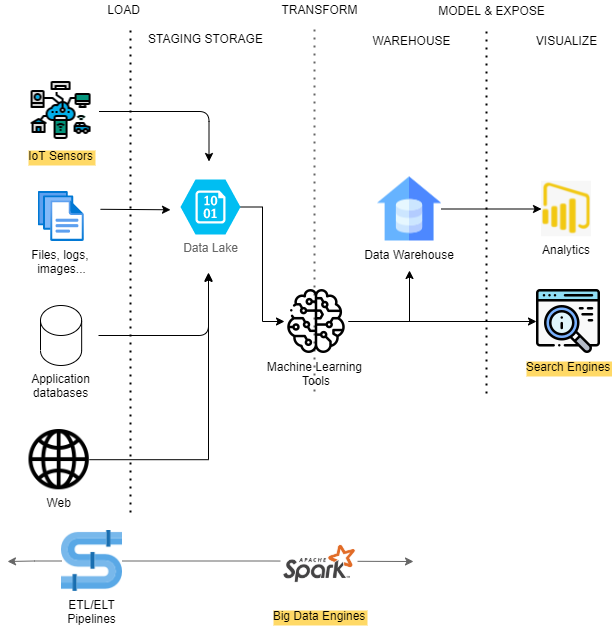 LOAD
TRANSFORM
MODEL & EXPOSE
STAGING STORAGE
WAREHOUSE
VISUALIZE
IoT Sensors
10
01
Data Lake
Files, logs,
images...
Data Warehouse
Analytics
Application
databases
Machine Learning
Tools
Search Engines
Web
APACHE
Spark
ETL/ELT
Pipelines
Big Data Engines